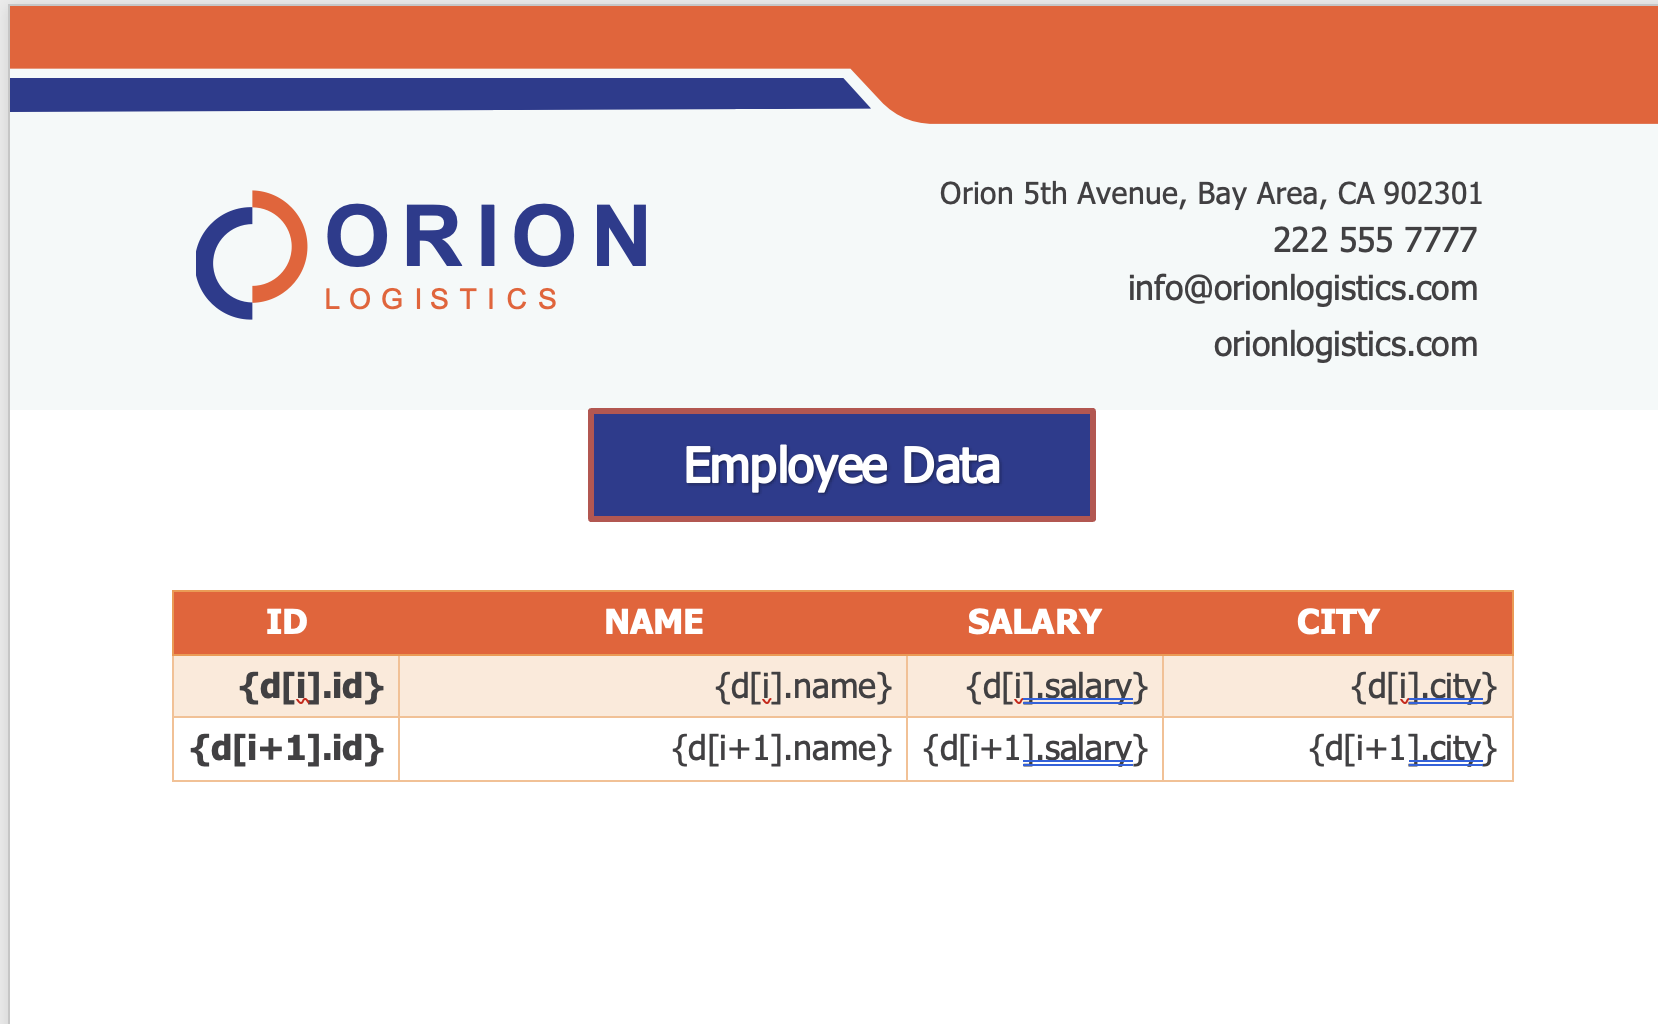 ORION
LOGISTICS
Orion 5th Avenue, Bay Area, CA 902301
222 555 7777
info@orionlogistics.com
orionlogistics.com
Employee Data
ID NAME SALARY CITY
{d[i].id} {d[i].name} {d[i].salary} {d[i].city}
{d[i+1].id} {d[i+1].name} {d[i+1].salary} {d[i+1].city}